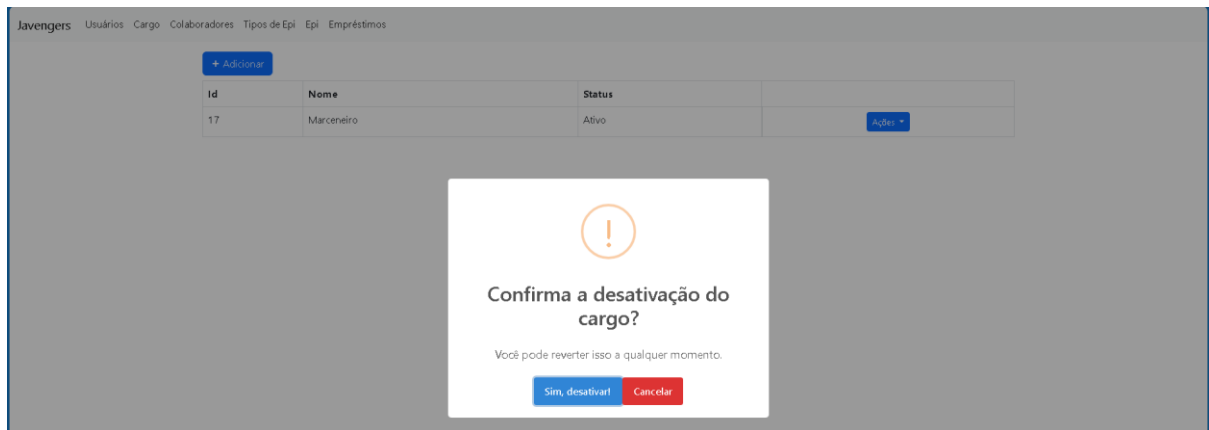 Javengers Usuários Cargo Colaboradores Tipos de Epi Epi Empréstimos
+ Adicionar
Id Nome Status
17 Marceneiro Ativo Ações
!
Confirma a desativação do
cargo?
Você pode reverter isso a qualquer momento.
Sim, desativar! Cancelar